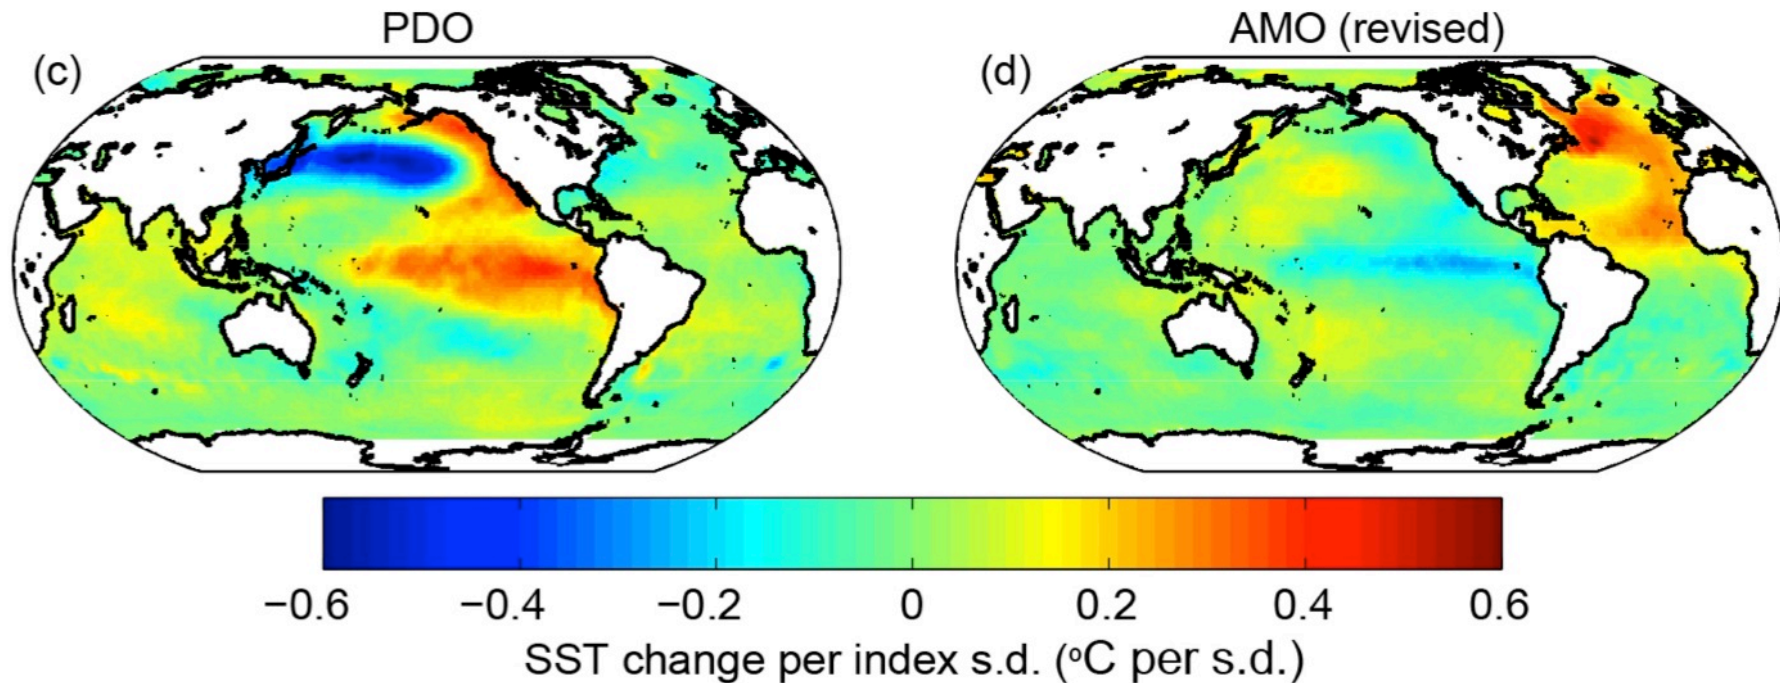 PDO
AMO (revised)
(c)
(d)
−0.6 −0.4 −0.2 0 0.2 0.4 0.6
SST change per index s.d. (°C per s.d.)